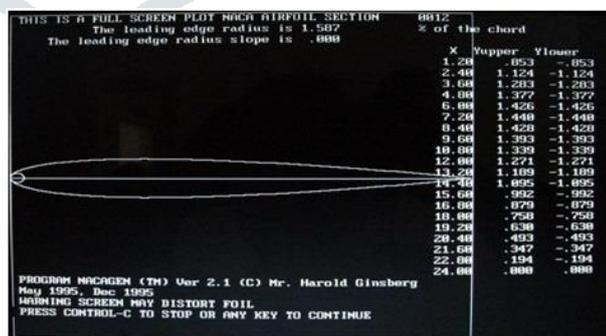 THIS IS A FULL SCREEN PLOT NACA AIRFOIL SECTION 0012
The leading edge radius is 1.587 % of the chord
The leading edge radius slope is .000
X Yupper Ylower
1.20 .853 -.853
2.40 1.124 -1.124
3.60 1.283 -1.283
4.80 1.377 -1.377
6.00 1.426 -1.426
7.20 1.440 -1.440
8.40 1.428 -1.428
9.60 1.393 -1.393
10.80 1.339 -1.339
12.00 1.271 -1.271
13.20 1.189 -1.189
14.40 1.095 -1.095
15.60 .992 -.992
16.80 .879 -.879
18.00 .758 -.758
19.20 .630 -.630
20.40 .493 -.493
21.60 .347 -.347
22.80 .194 -.194
24.00 .000 .000
PROGRAM NACAGEN (TM) Ver 2.1 (C) Mr. Harold Ginsberg
May 1995, Dec 1995
WARNING SCREEN MAY DISTORT FOIL
PRESS CONTROL-C TO STOP OR ANY KEY TO CONTINUE